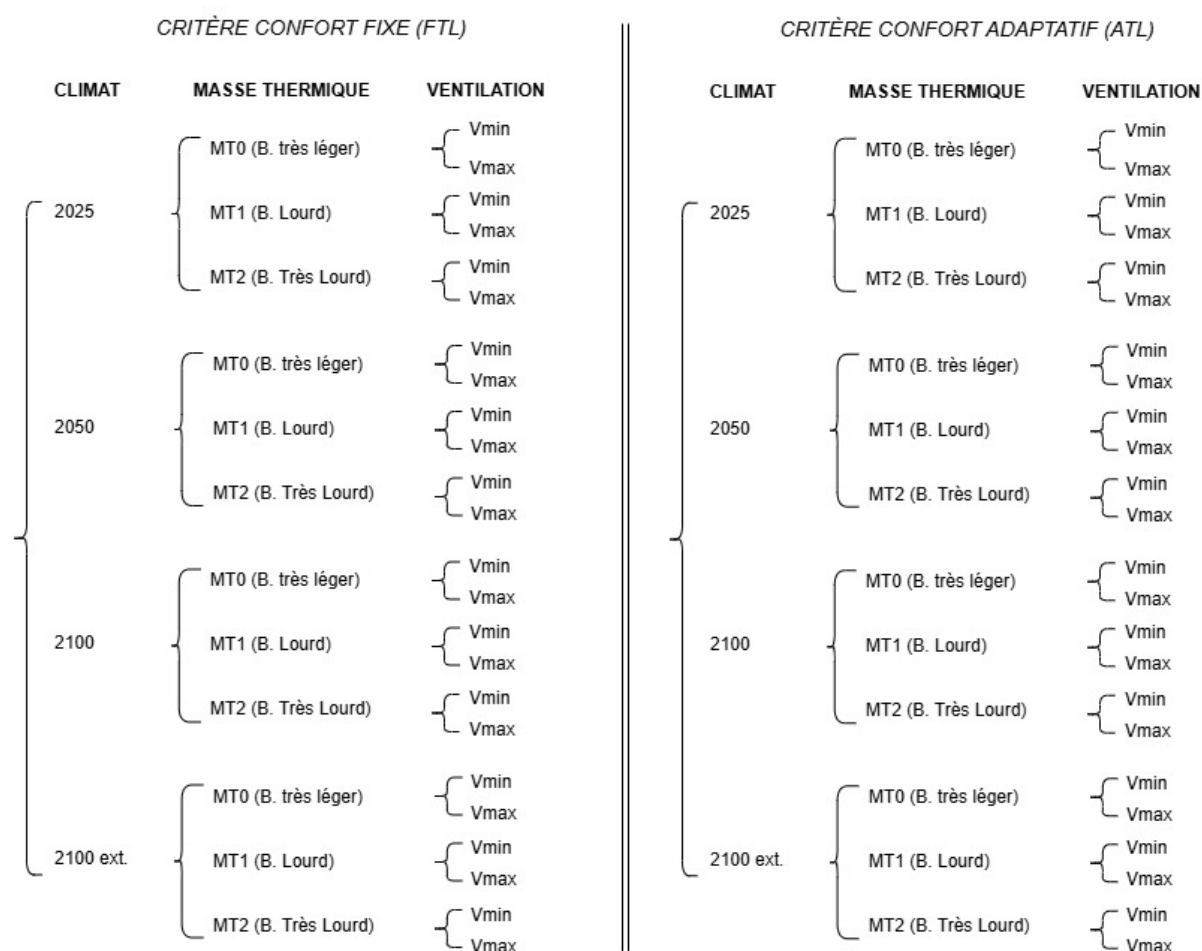 CRITÈRE CONFORT FIXE (FTL)
CLIMAT MASSE THERMIQUE VENTILATION
MT0 (B. très léger) Vmin
Vmax
2025 MT1 (B. Lourd) Vmin
Vmax
MT2 (B. Très Lourd) Vmin
Vmax
MT0 (B. très léger) Vmin
Vmax
2050 MT1 (B. Lourd) Vmin
Vmax
MT2 (B. Très Lourd) Vmin
Vmax
MT0 (B. très léger) Vmin
Vmax
2100 MT1 (B. Lourd) Vmin
Vmax
MT2 (B. Très Lourd) Vmin
Vmax
MT0 (B. très léger) Vmin
Vmax
2100 ext. MT1 (B. Lourd) Vmin
Vmax
MT2 (B. Très Lourd) Vmin
Vmax
CRITÈRE CONFORT ADAPTATIF (ATL)
CLIMAT MASSE THERMIQUE VENTILATION
MT0 (B. très léger) Vmin
Vmax
2025 MT1 (B. Lourd) Vmin
Vmax
MT2 (B. Très Lourd) Vmin
Vmax
MT0 (B. très léger) Vmin
Vmax
2050 MT1 (B. Lourd) Vmin
Vmax
MT2 (B. Très Lourd) Vmin
Vmax
MT0 (B. très léger) Vmin
Vmax
2100 MT1 (B. Lourd) Vmin
Vmax
MT2 (B. Très Lourd) Vmin
Vmax
MT0 (B. très léger) Vmin
Vmax
2100 ext. MT1 (B. Lourd) Vmin
Vmax
MT2 (B. Très Lourd) Vmin
Vmax